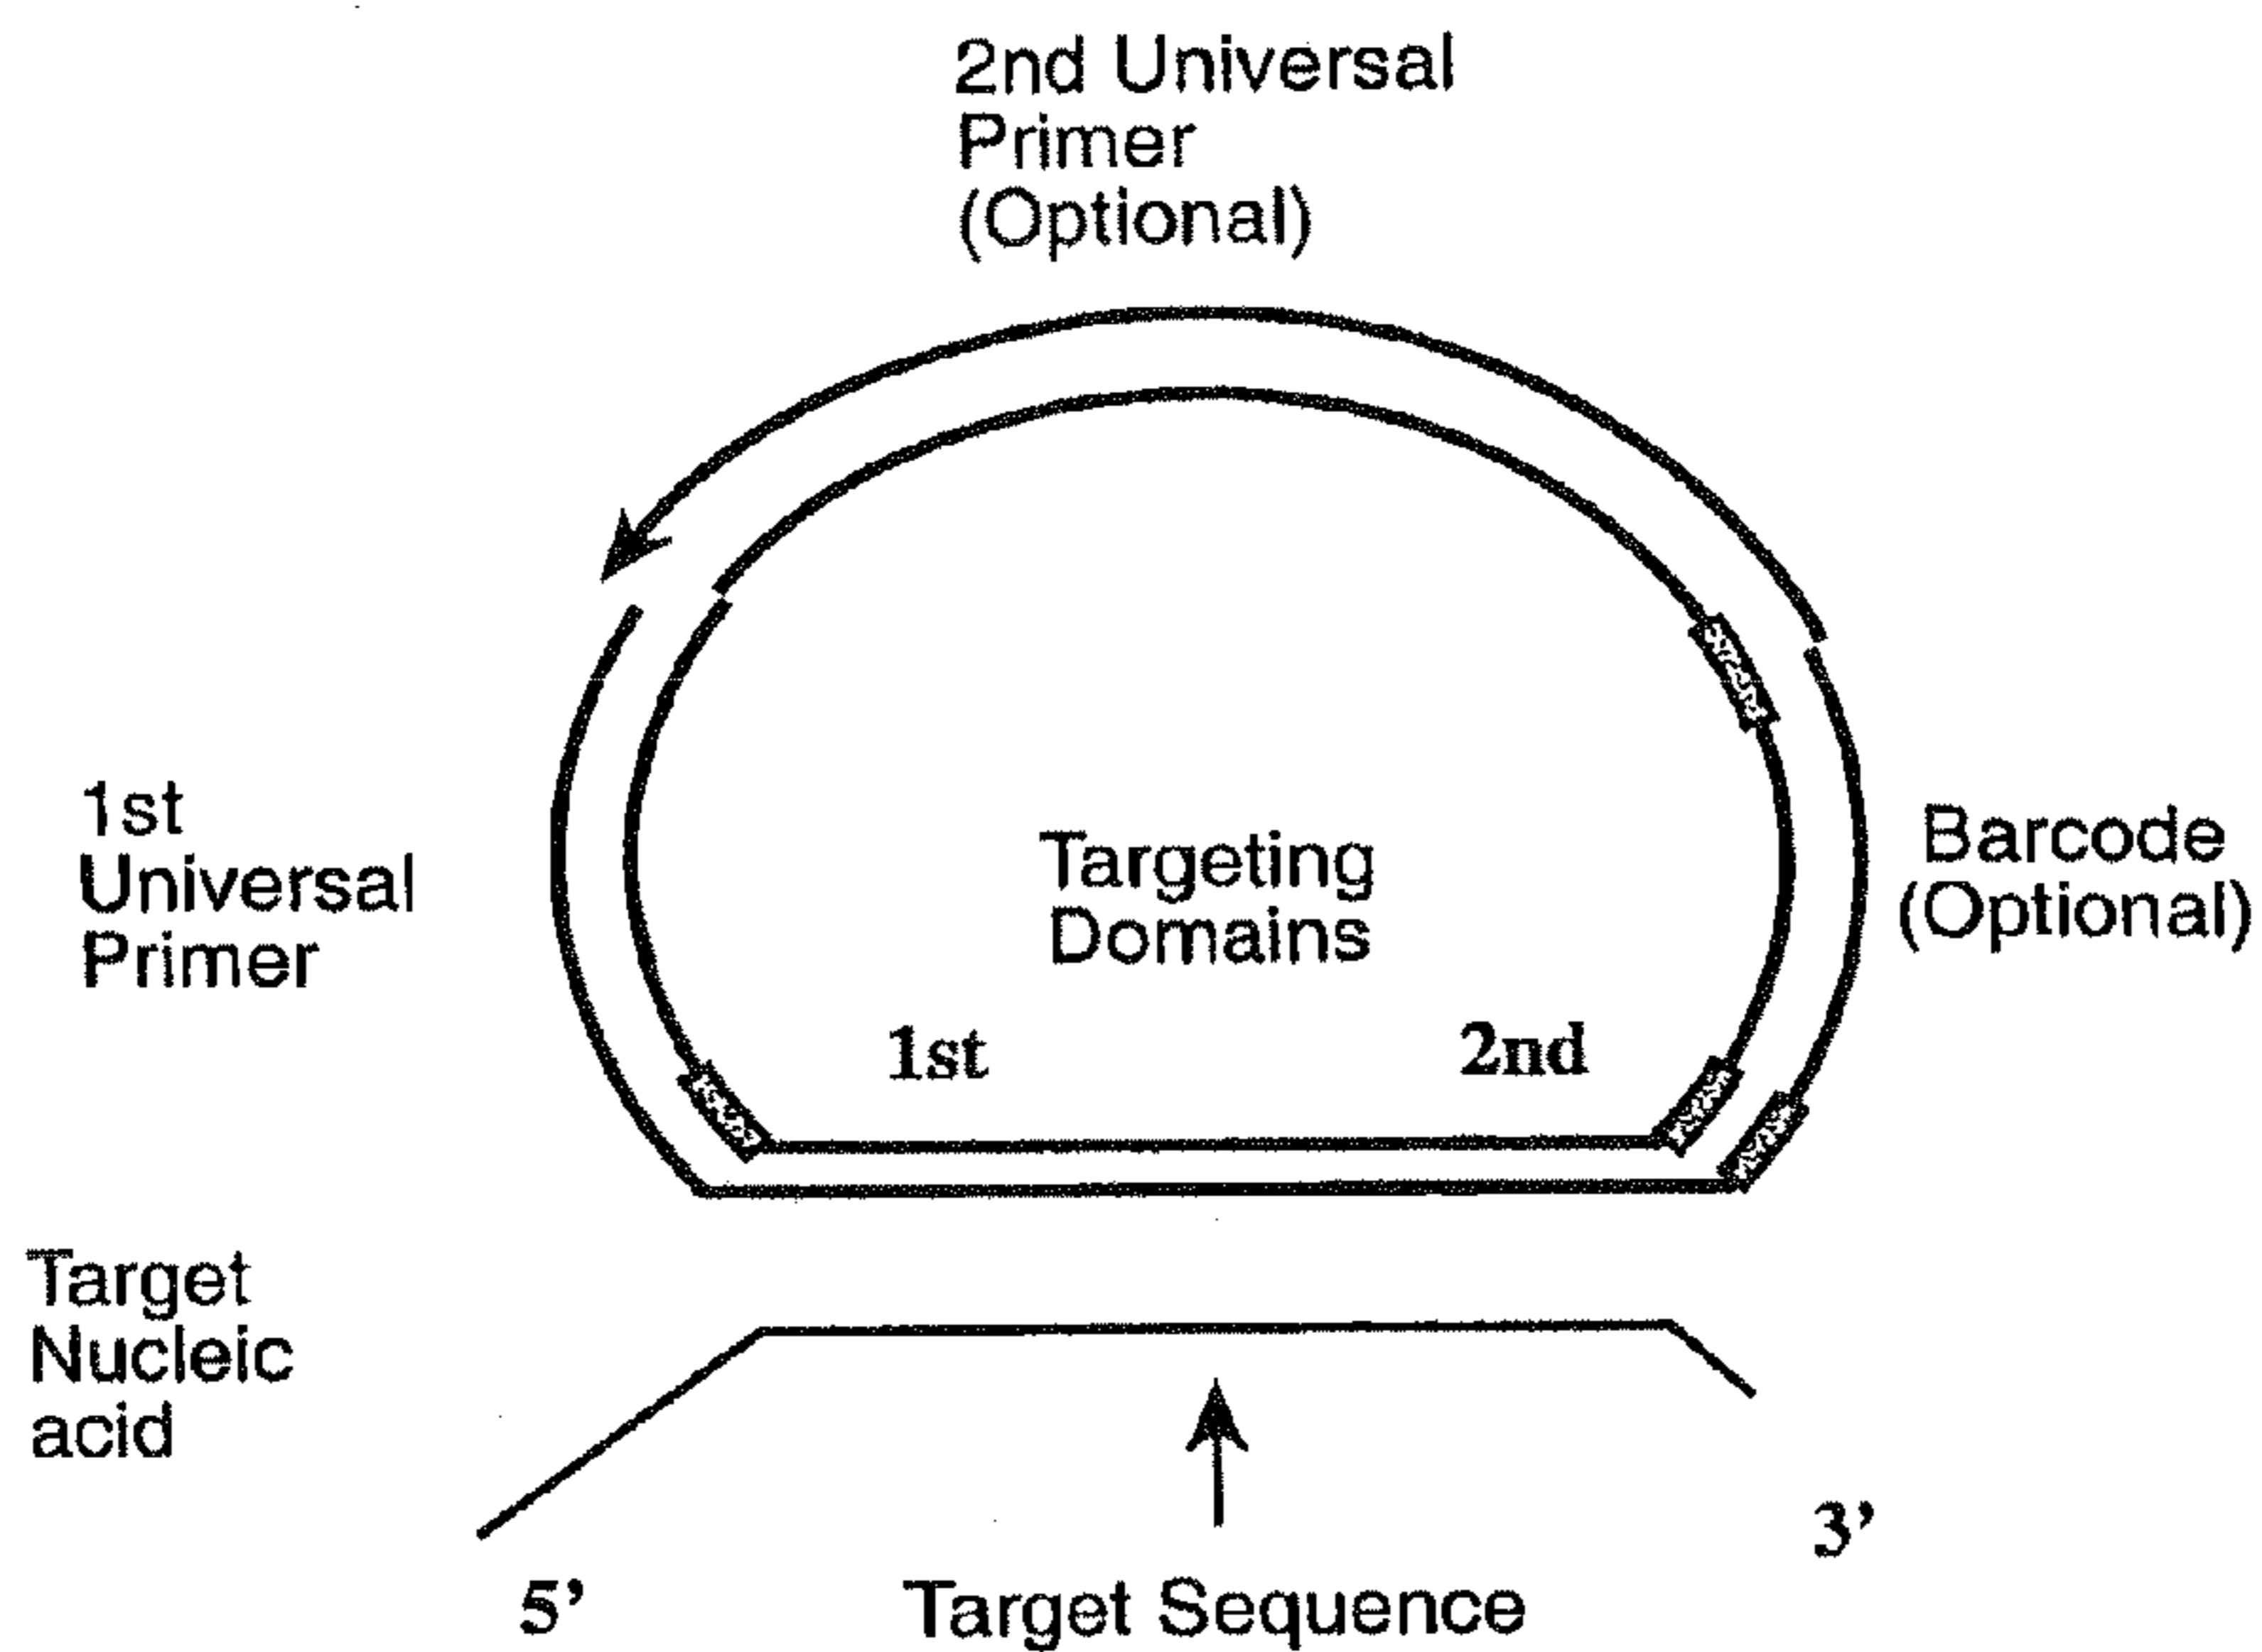 2nd Universal
Primer
(Optional)
1st
Universal
Primer
Targeting
Domains
Barcode
(Optional)
1st
2nd
Target
Nucleic
acid
5’
Target Sequence
3’